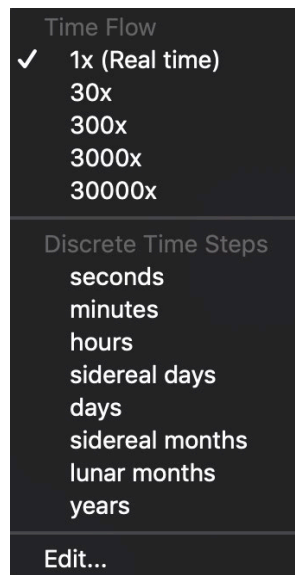 Time Flow
✓ 1x (Real time)
30x
300x
3000x
30000x
Discrete Time Steps
seconds
minutes
hours
sidereal days
days
sidereal months
lunar months
years
Edit...